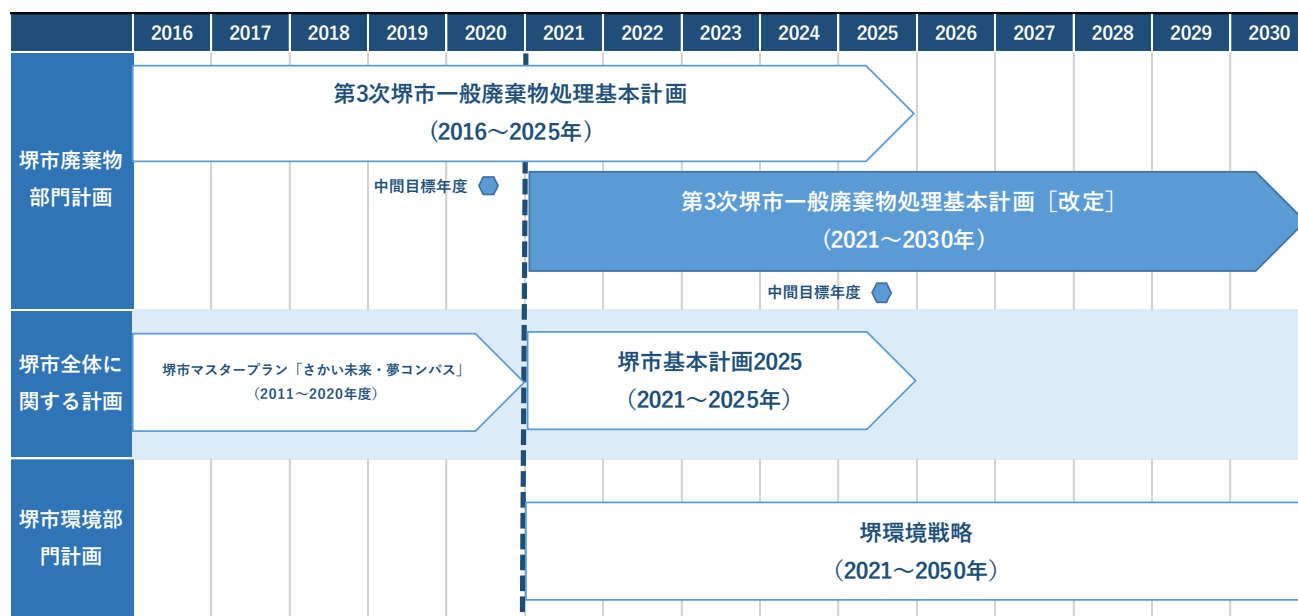 2016 2017 2018 2019 2020 2021 2022 2023 2024 2025 2026 2027 2028 2029 2030
堺市廃棄物
部門計画
第3次堺市一般廃棄物処理基本計画
（2016～2025年）
中間目標年度
第3次堺市一般廃棄物処理基本計画［改定］
（2021～2030年）
中間目標年度
堺市全体に
関する計画
堺市マスタープラン「さかい未来・夢コンパス」
（2011～2020年度）
堺市基本計画2025
（2021～2025年）
堺市環境部
門計画
堺環境戦略
（2021～2050年）